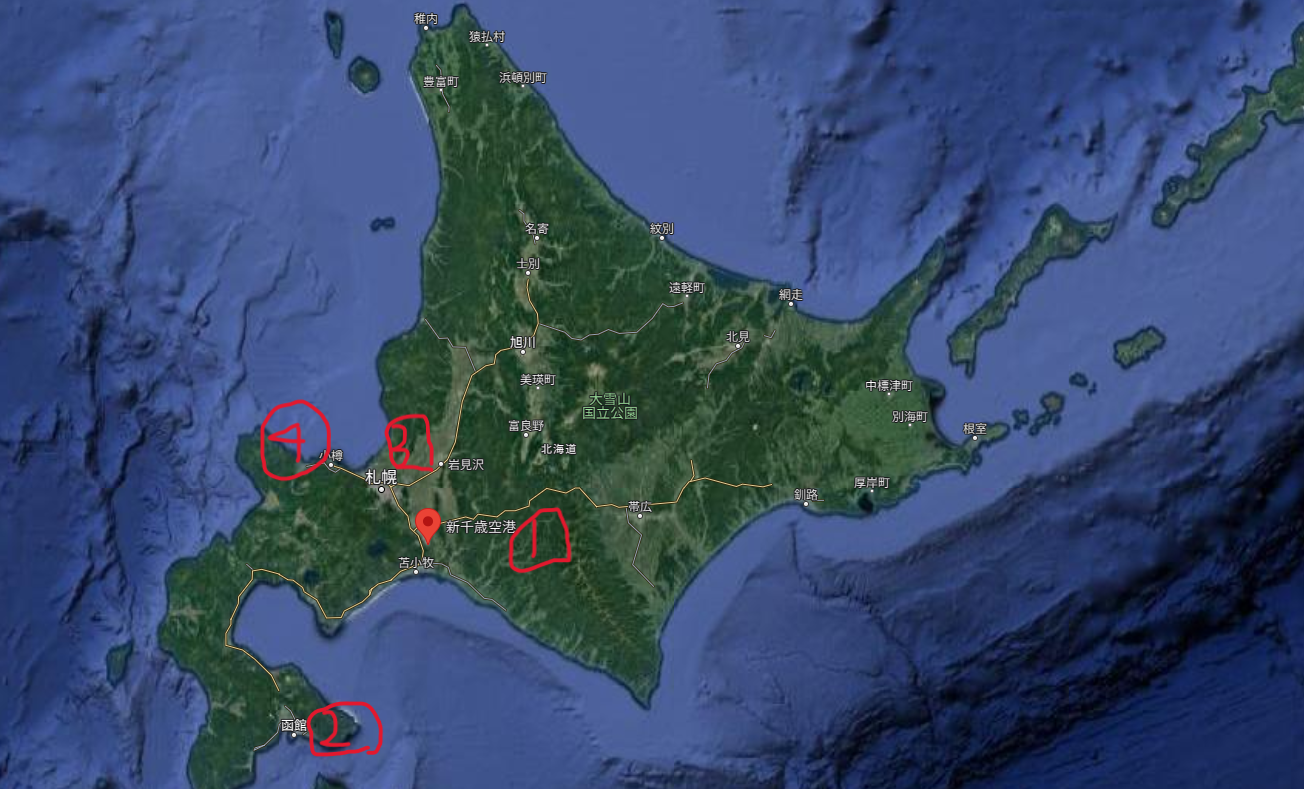 稚内
猿払村
豊富町
浜頓別町
名寄
紋別
士別
遠軽町
網走
旭川
北見
美瑛町
中標津町
大雪山
国立公園
別海町
富良野
根室
4
B
北海道
小樽
岩見沢
札幌
厚岸町
釧路
帯広
新千歳空港
1
苫小牧
函館
2